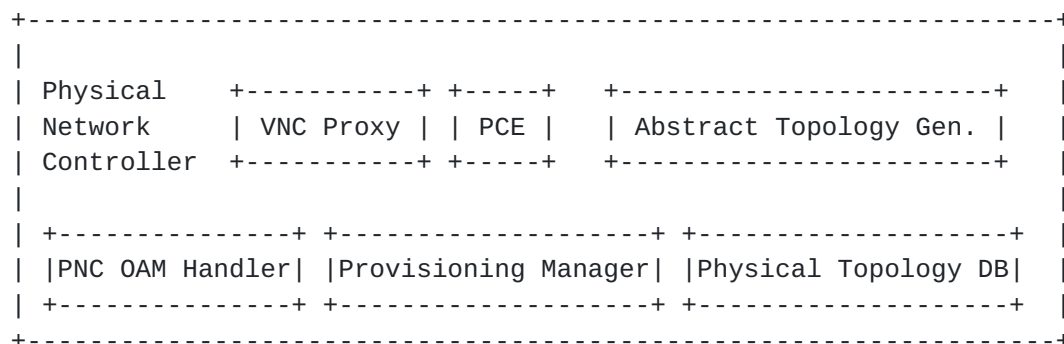 Physical
Network | VNC Proxy | | PCE | | Abstract Topology Gen. |
Controller
|PNC OAM Handler| |Provisioning Manager| |Physical Topology DB|